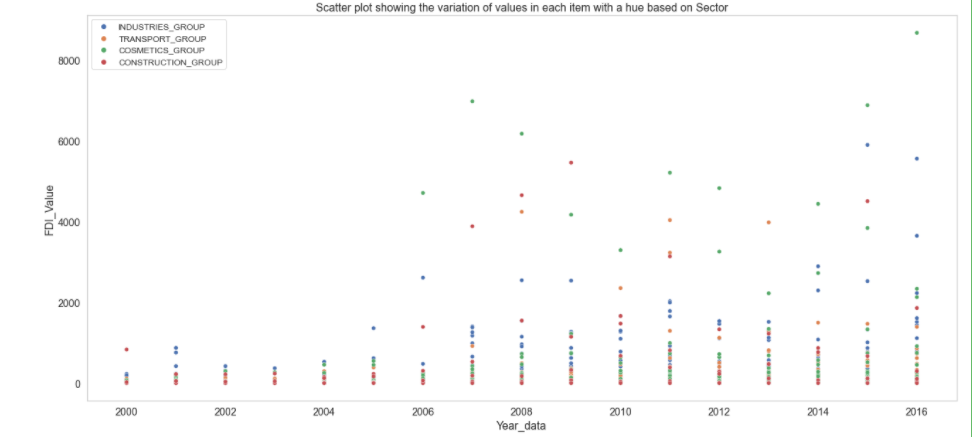 Scatter plot showing the variation of values in each item with a hue based on Sector
INDUSTRIES_GROUP
TRANSPORT_GROUP
COSMETICS_GROUP
CONSTRUCTION_GROUP
8000
6000
4000
2000
0
FDI_Value
2000 2002 2004 2006 2008 2010 2012 2014 2016
Year_data